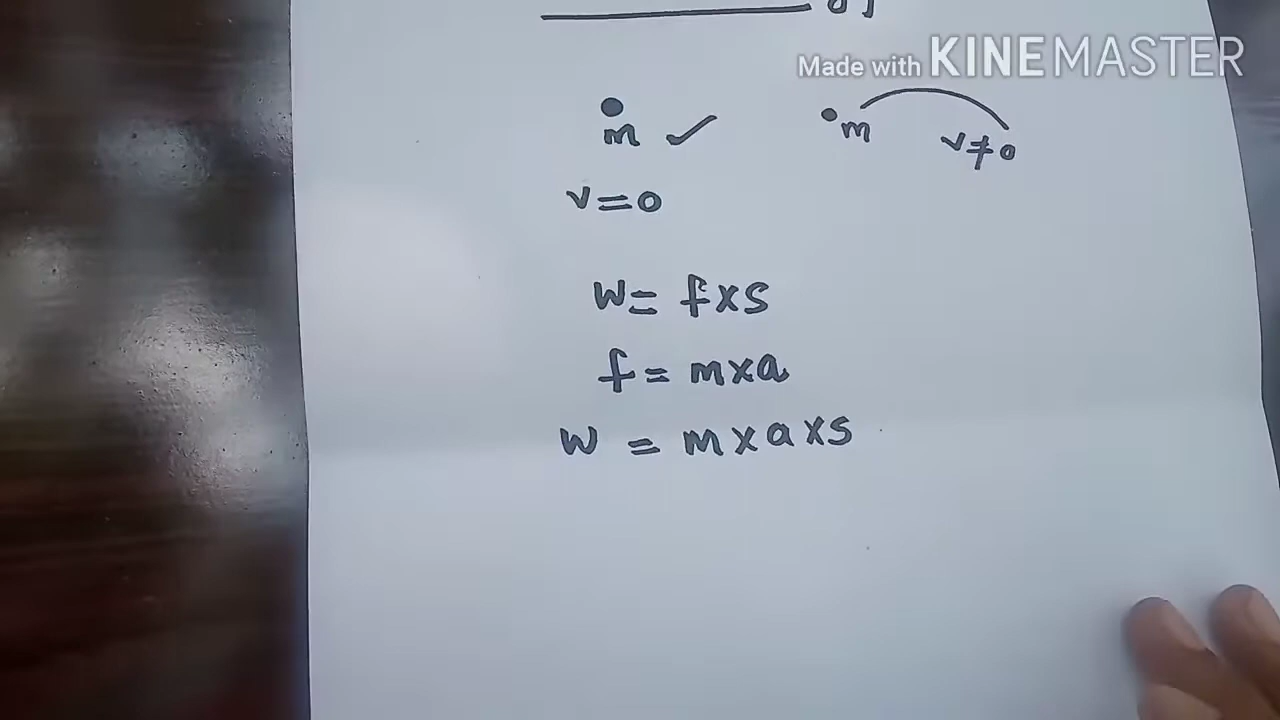 Made with KINEMASTER
m ✓ m v≠0
v=0
W= f×s
f= m×a
W = m×a×s